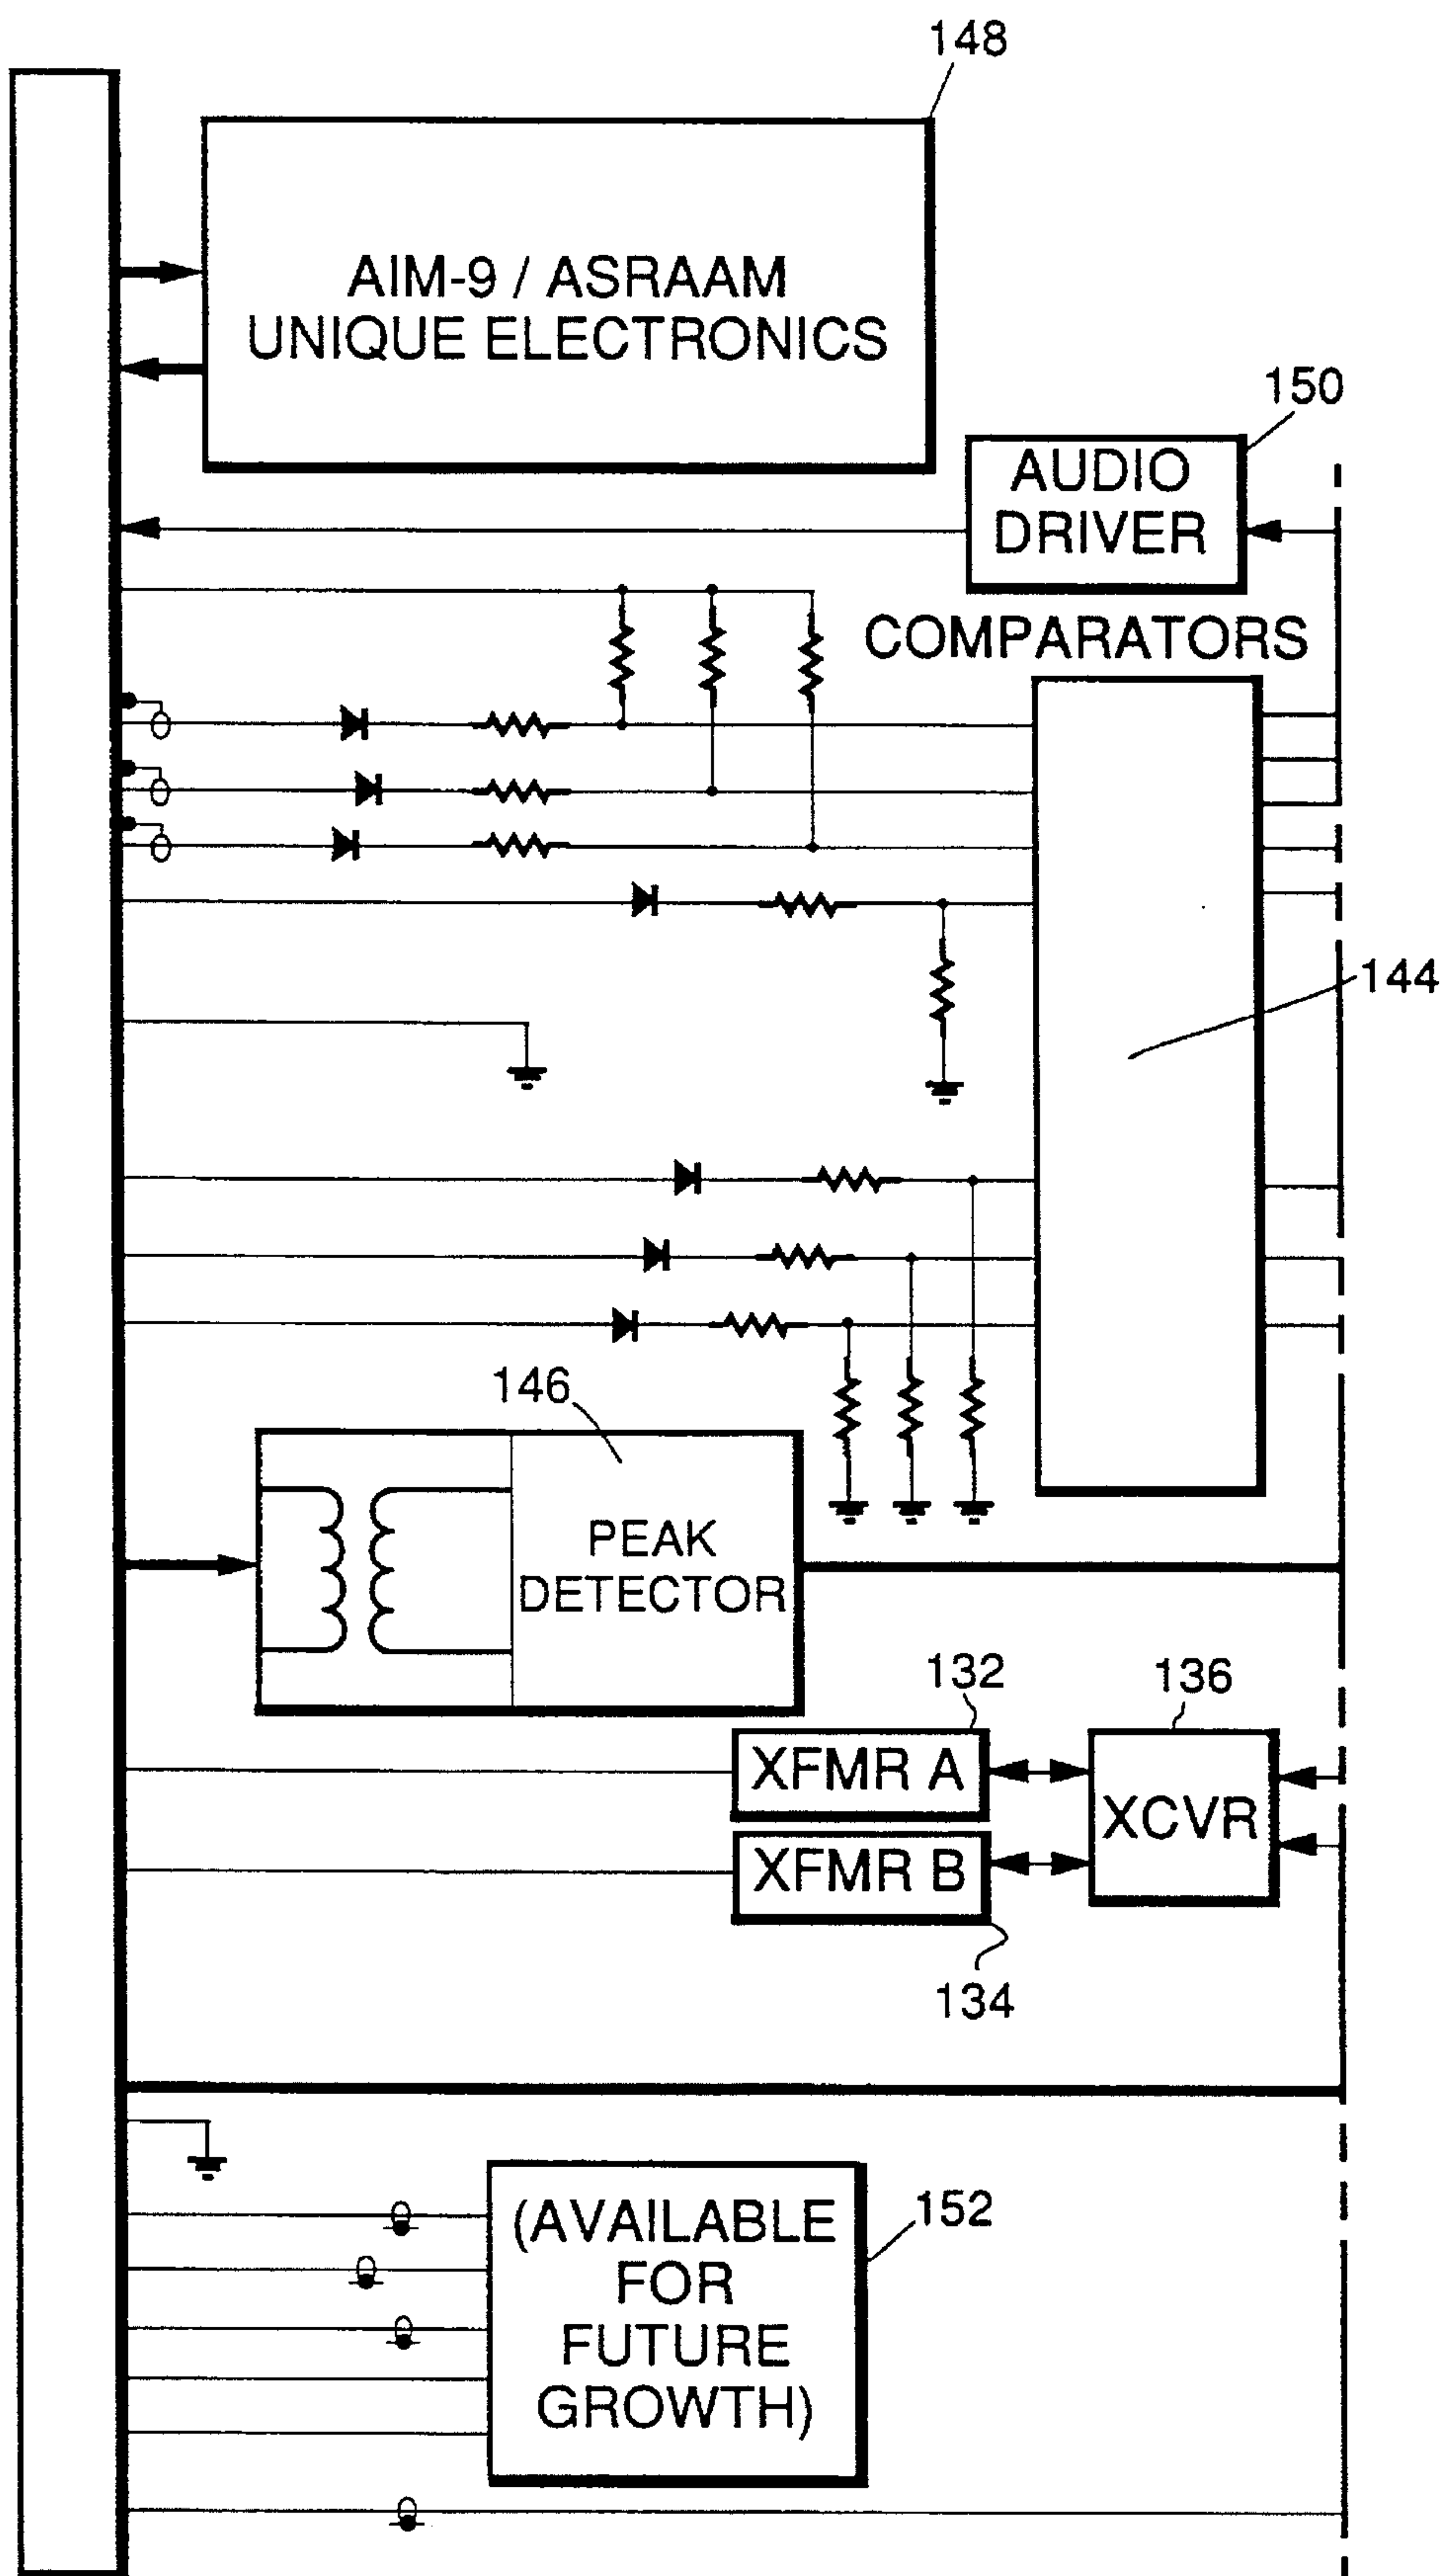 148
AIM-9 / ASRAAM
UNIQUE ELECTRONICS
150
AUDIO
DRIVER
COMPARATORS
144
146
PEAK
DETECTOR
132
136
XFMR A
XCVR
XFMR B
134
(AVAILABLE
FOR
FUTURE
GROWTH)
152